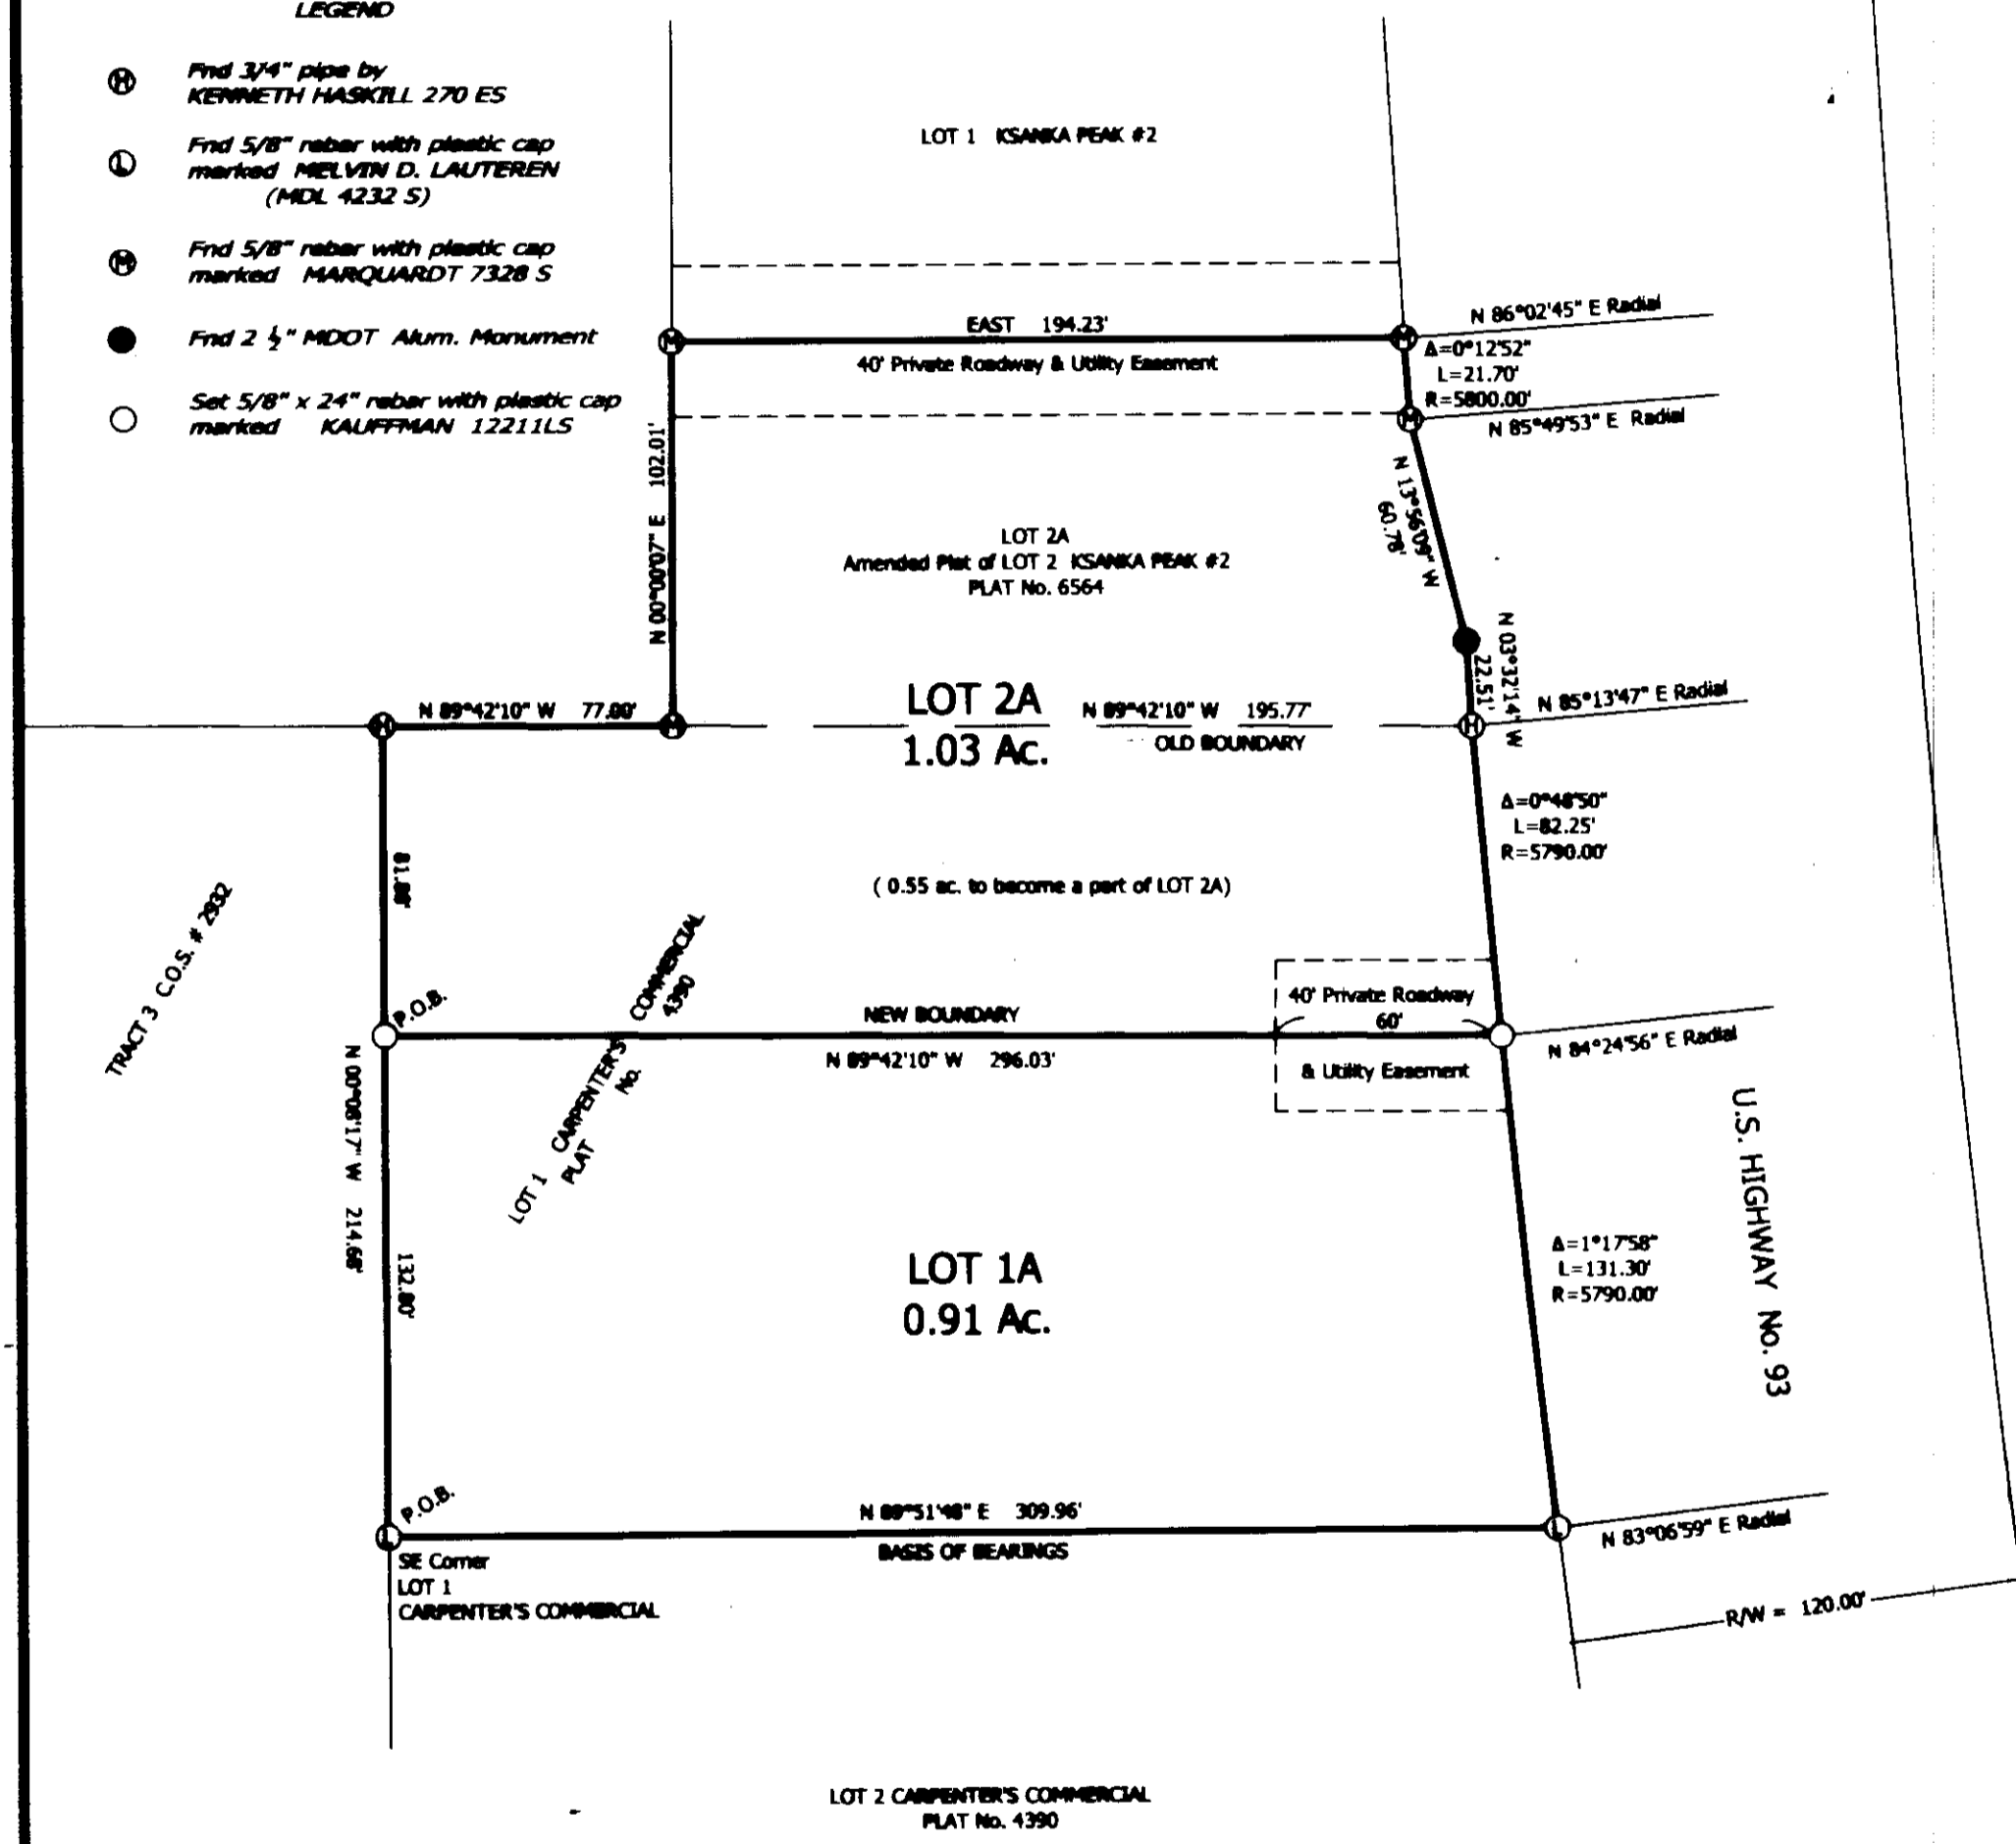 LEGEND
Fnd 3/4" pipe by
KENNETH HASKILL 270 ES
Fnd 5/8" rebar with plastic cap
marked MELVIN D. LAUTEREN
(MDL 4232 S)
Fnd 5/8" rebar with plastic cap
marked MARQUARDT 7328 S
Fnd 2 ½" MDOT Alum. Monument
Set 5/8" x 24" rebar with plastic cap
marked KAUFFMAN 12211LS
H
L
M
LOT 1 KSANKA PEAK #2
EAST 194.23'
40' Private Roadway & Utility Easement
M
M
M
N 86°02'45" E Radial
Δ=0°12'52"
L=21.70'
R=5800.00'
N 85°49'53" E Radial
N 00°00'07" E 102.01'
N 13°56'09" W
60.78'
LOT 2A
Amended Plat of LOT 2 KSANKA PEAK #2
PLAT No. 6564
N 03°32'14" W
22.51'
N 85°13'47" E Radial
N 89°42'10" W 77.00'
LOT 2A
1.03 Ac.
N 89°42'10" W 195.77'
OLD BOUNDARY
H
Δ=0°48'50"
L=82.25'
R=5790.00'
81.88'
( 0.55 ac. to become a part of LOT 2A)
TRACT 3 C.O.S. # 2932
P.O.B.
NEW BOUNDARY
N 89°42'10" W 296.03'
40' Private Roadway
60'
& Utility Easement
N 84°24'56" E Radial
LOT 1 CARPENTER'S COMMERCIAL
PLAT No. 4390
N 00°08'17" W 214.68'
132.80'
LOT 1A
0.91 Ac.
Δ=1°17'58"
L=131.30'
R=5790.00'
U.S. HIGHWAY No. 93
P.O.B.
N 89°51'48" E 309.96'
BASIS OF BEARINGS
L
L
N 83°06'59" E Radial
SE Corner
LOT 1
CARPENTER'S COMMERCIAL
R/W = 120.00'
LOT 2 CARPENTER'S COMMERCIAL
PLAT No. 4390